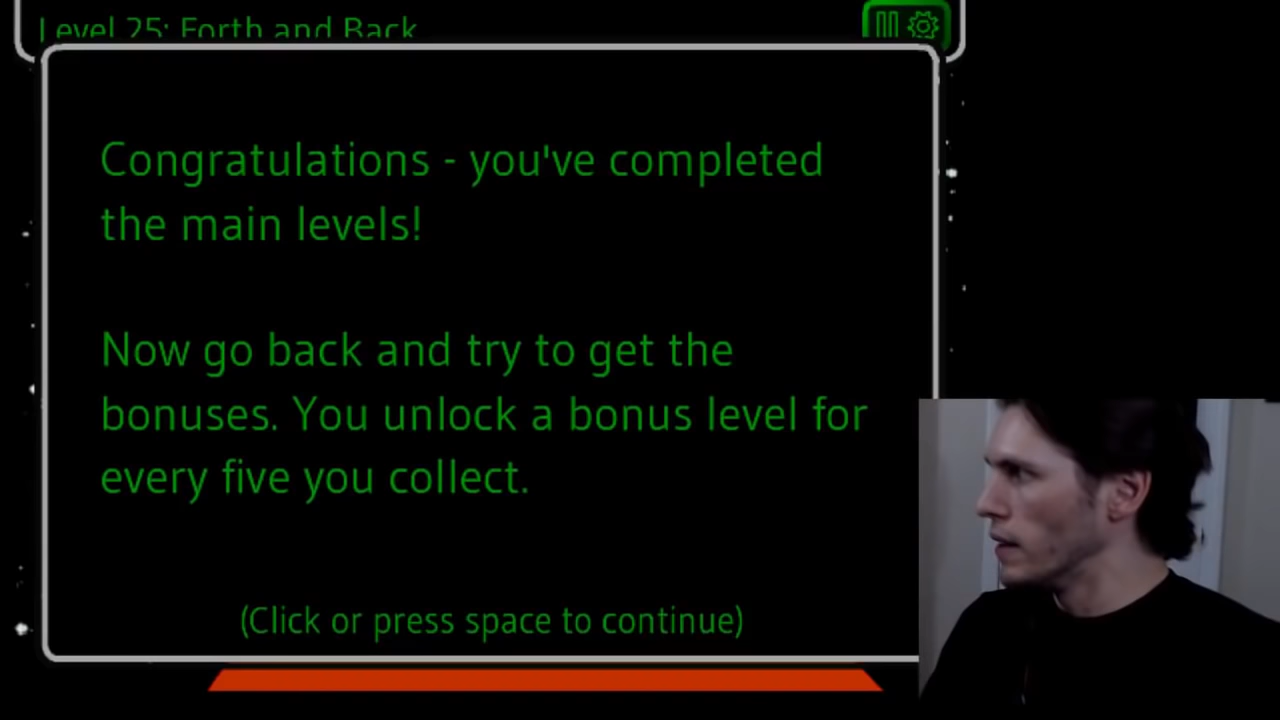 Level 25: Forth and Back
Congratulations - you've completed
the main levels!
Now go back and try to get the
bonuses. You unlock a bonus level for
every five you collect.
(Click or press space to continue)